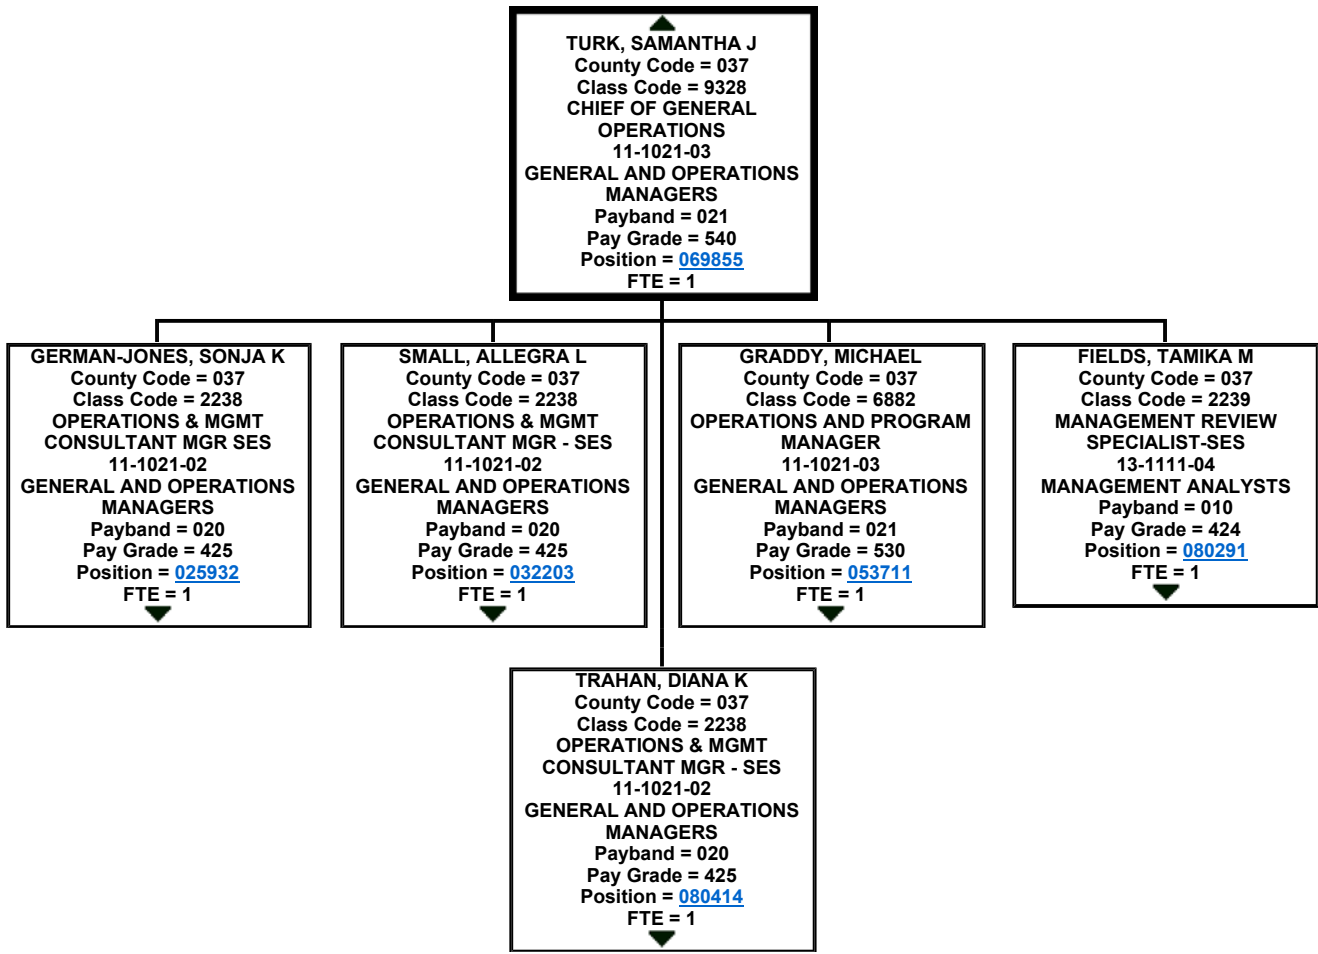 TURK, SAMANTHA J
County Code = 037
Class Code = 9328
CHIEF OF GENERAL
OPERATIONS
11-1021-03
GENERAL AND OPERATIONS
MANAGERS
Payband = 021
Pay Grade = 540
Position = 069855
FTE = 1
GERMAN-JONES, SONJA K
County Code = 037
Class Code = 2238
OPERATIONS & MGMT
CONSULTANT MGR SES
11-1021-02
GENERAL AND OPERATIONS
MANAGERS
Payband = 020
Pay Grade = 425
Position = 025932
FTE = 1
SMALL, ALLEGRA L
County Code = 037
Class Code = 2238
OPERATIONS & MGMT
CONSULTANT MGR - SES
11-1021-02
GENERAL AND OPERATIONS
MANAGERS
Payband = 020
Pay Grade = 425
Position = 032203
FTE = 1
GRADDY, MICHAEL
County Code = 037
Class Code = 6882
OPERATIONS AND PROGRAM
MANAGER
11-1021-03
GENERAL AND OPERATIONS
MANAGERS
Payband = 021
Pay Grade = 530
Position = 053711
FTE = 1
FIELDS, TAMIKA M
County Code = 037
Class Code = 2239
MANAGEMENT REVIEW
SPECIALIST-SES
13-1111-04
MANAGEMENT ANALYSTS
Payband = 010
Pay Grade = 424
Position = 080291
FTE = 1
TRAHAN, DIANA K
County Code = 037
Class Code = 2238
OPERATIONS & MGMT
CONSULTANT MGR - SES
11-1021-02
GENERAL AND OPERATIONS
MANAGERS
Payband = 020
Pay Grade = 425
Position = 080414
FTE = 1